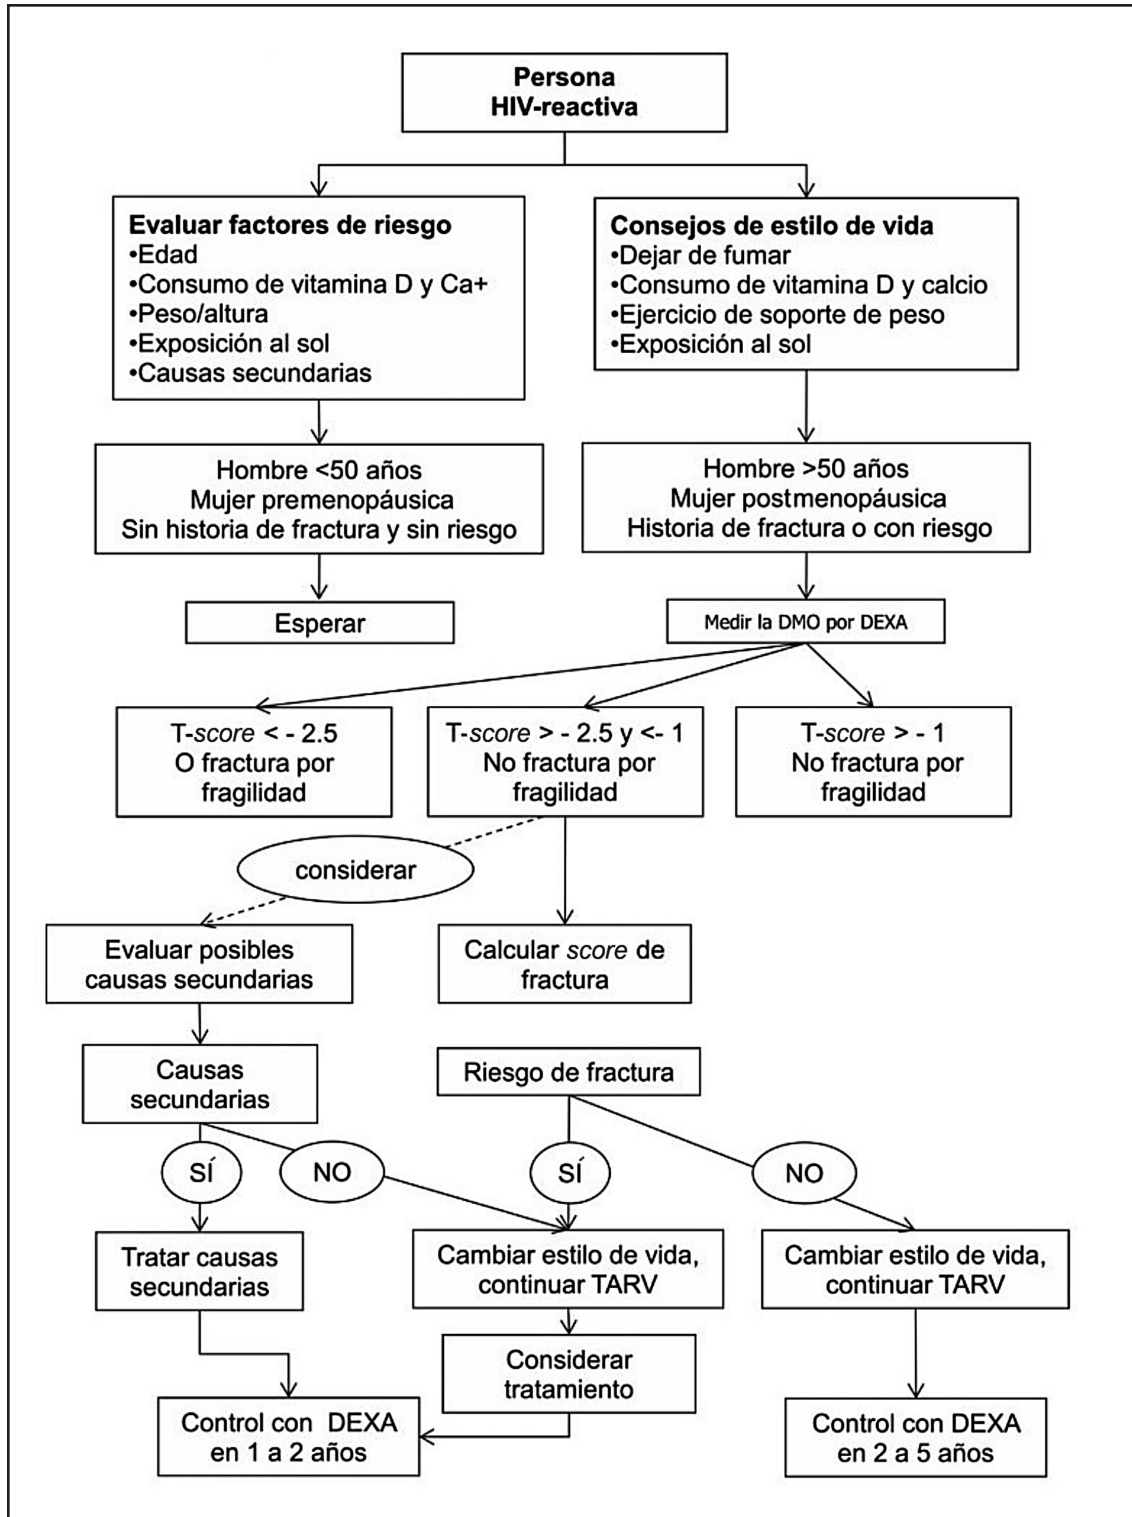 Persona
HIV-reactiva
Evaluar factores de riesgo
•Edad
•Consumo de vitamina D y Ca+
•Peso/altura
•Exposición al sol
•Causas secundarias
Consejos de estilo de vida
•Dejar de fumar
•Consumo de vitamina D y calcio
•Ejercicio de soporte de peso
•Exposición al sol
Hombre <50 años
Mujer premenopáusica
Sin historia de fractura y sin riesgo
Hombre >50 años
Mujer postmenopáusica
Historia de fractura o con riesgo
Esperar
Medir la DMO por DEXA
T-score < - 2.5
O fractura por
fragilidad
T-score > - 2.5 y <- 1
No fractura por
fragilidad
T-score > - 1
No fractura por
fragilidad
considerar
Evaluar posibles
causas secundarias
Calcular score de
fractura
Causas
secundarias
Riesgo de fractura
SÍ
NO
SÍ
NO
Tratar causas
secundarias
Cambiar estilo de vida,
continuar TARV
Cambiar estilo de vida,
continuar TARV
Considerar
tratamiento
Control con DEXA
en 1 a 2 años
Control con DEXA
en 2 a 5 años